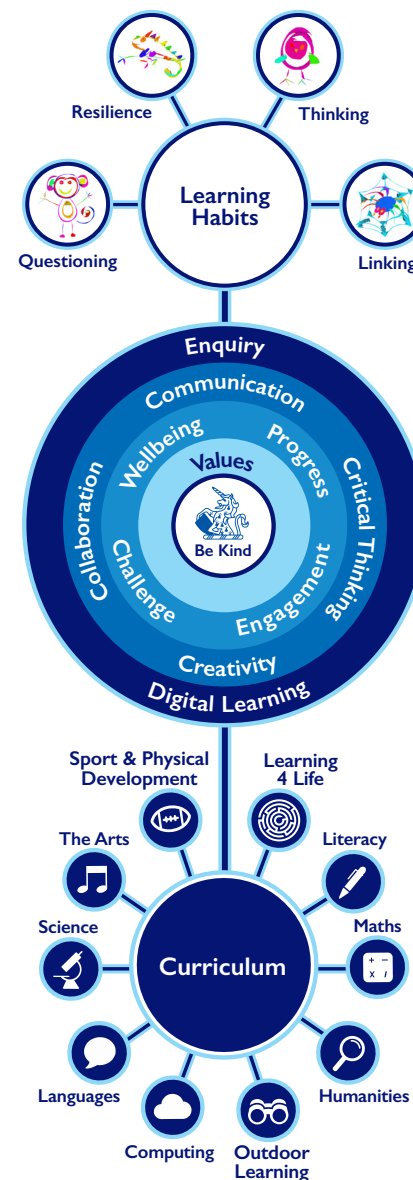 Resilience
Thinking
Learning
Habits
Questioning
Linking
Enquiry
Communication
Wellbeing
Progress
Values
Collaboration
Critical Thinking
Be Kind
Challenge
Engagement
Creativity
Digital Learning
Sport & Physical
Development
Learning
4 Life
The Arts
Literacy
Science
Maths
+ −
x /
Curriculum
Languages
Humanities
Computing
Outdoor
Learning